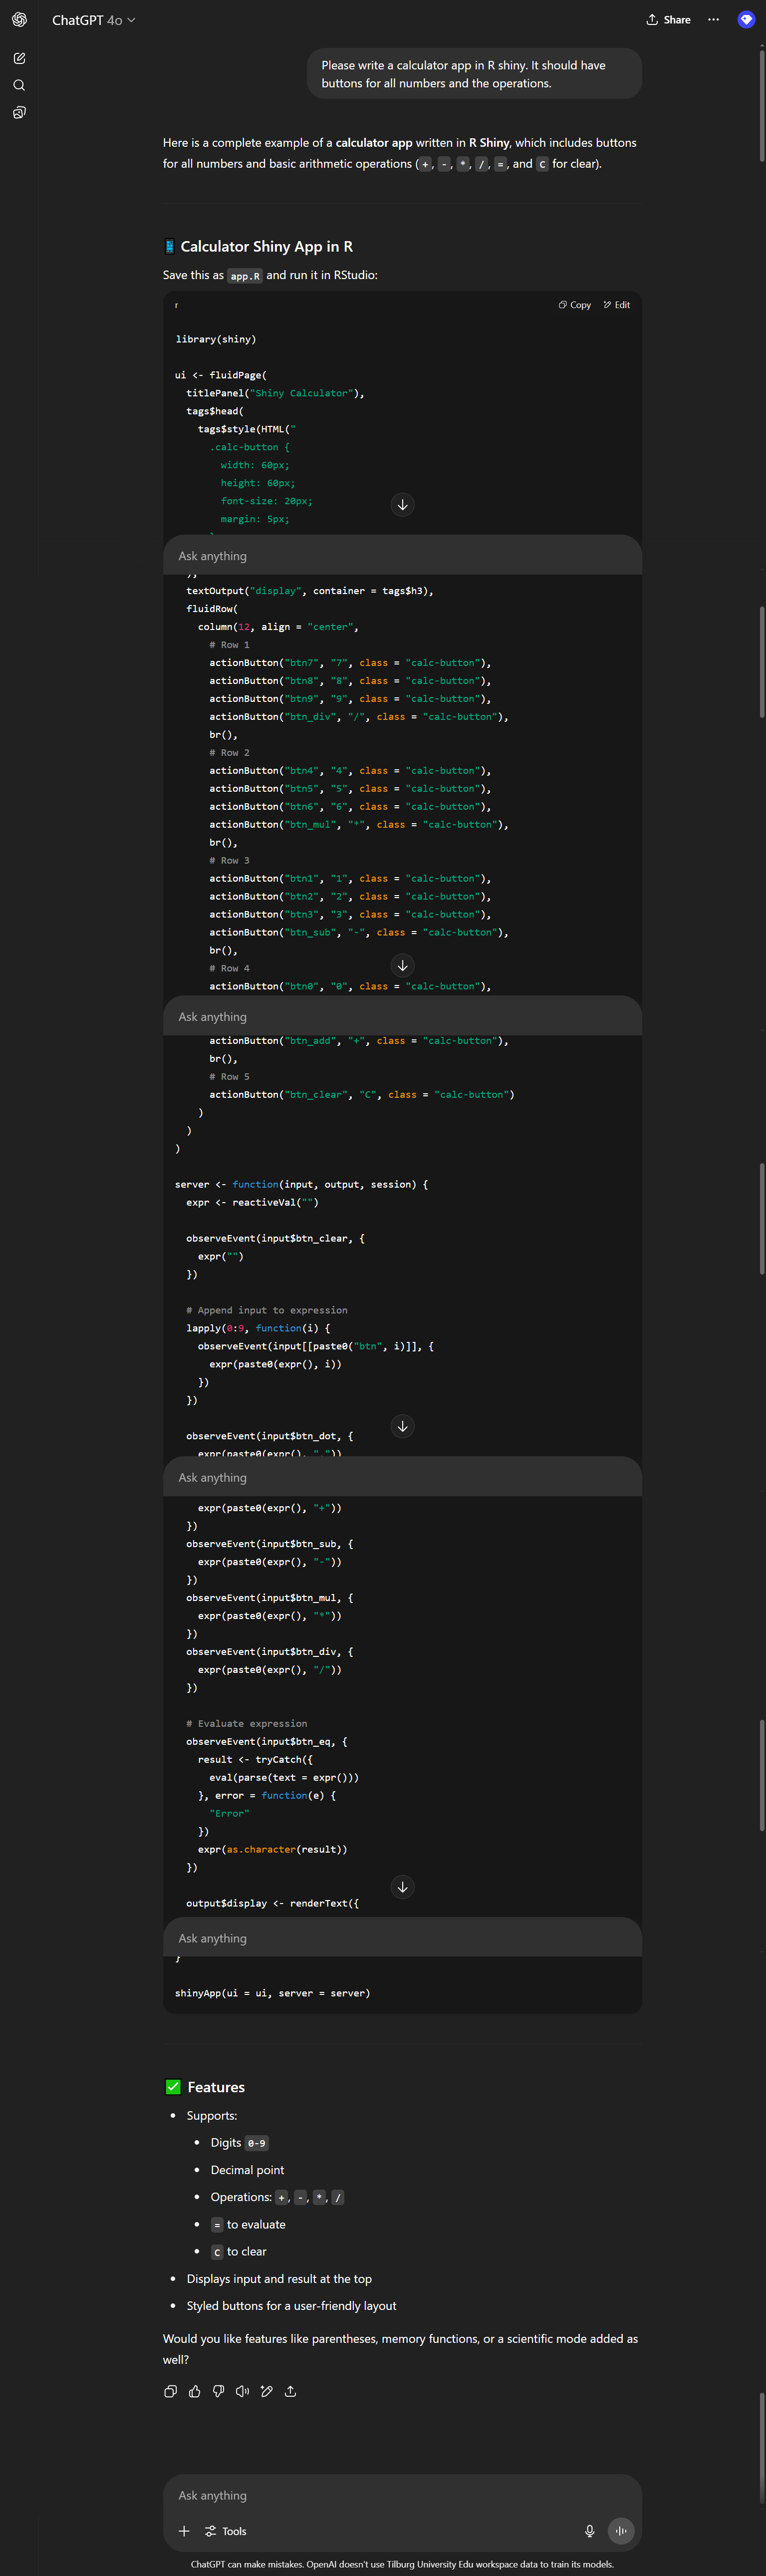 ChatGPT 4o
Share
Please write a calculator app in R shiny. It should have
buttons for all numbers and the operations.
Here is a complete example of a calculator app written in R Shiny, which includes buttons
for all numbers and basic arithmetic operations (+, -, *, /, =, and C for clear).
Calculator Shiny App in R
Save this as app.R and run it in RStudio:
r
Copy Edit
library(shiny)
ui <- fluidPage(
  titlePanel("Shiny Calculator"),
  tags$head(
    tags$style(HTML("
      .calc-button {
        width: 60px;
        height: 60px;
        font-size: 20px;
        margin: 5px;
Ask anything
  ),
  textOutput("display", container = tags$h3),
  fluidRow(
    column(12, align = "center",
      # Row 1
      actionButton("btn7", "7", class = "calc-button"),
      actionButton("btn8", "8", class = "calc-button"),
      actionButton("btn9", "9", class = "calc-button"),
      actionButton("btn_div", "/", class = "calc-button"),
      br(),
      # Row 2
      actionButton("btn4", "4", class = "calc-button"),
      actionButton("btn5", "5", class = "calc-button"),
      actionButton("btn6", "6", class = "calc-button"),
      actionButton("btn_mul", "*", class = "calc-button"),
      br(),
      # Row 3
      actionButton("btn1", "1", class = "calc-button"),
      actionButton("btn2", "2", class = "calc-button"),
      actionButton("btn3", "3", class = "calc-button"),
      actionButton("btn_sub", "-", class = "calc-button"),
      br(),
      # Row 4
      actionButton("btn0", "0", class = "calc-button"),
Ask anything
      actionButton("btn_add", "+", class = "calc-button"),
      br(),
      # Row 5
      actionButton("btn_clear", "C", class = "calc-button")
    )
  )
)
server <- function(input, output, session) {
  expr <- reactiveVal("")
  observeEvent(input$btn_clear, {
    expr("")
  })
  # Append input to expression
  lapply(0:9, function(i) {
    observeEvent(input[[paste0("btn", i)]], {
      expr(paste0(expr(), i))
    })
  })
  observeEvent(input$btn_dot, {
    expr(paste0(expr(), "."))
Ask anything
    expr(paste0(expr(), "+"))
  })
  observeEvent(input$btn_sub, {
    expr(paste0(expr(), "-"))
  })
  observeEvent(input$btn_mul, {
    expr(paste0(expr(), "*"))
  })
  observeEvent(input$btn_div, {
    expr(paste0(expr(), "/"))
  })
  # Evaluate expression
  observeEvent(input$btn_eq, {
    result <- tryCatch({
      eval(parse(text = expr()))
    }, error = function(e) {
      "Error"
    })
    expr(as.character(result))
  })
  output$display <- renderText({
Ask anything
}
shinyApp(ui = ui, server = server)
Features
• Supports:
• Digits 0-9
• Decimal point
• Operations: +, -, *, /
• = to evaluate
• C to clear
• Displays input and result at the top
• Styled buttons for a user-friendly layout
Would you like features like parentheses, memory functions, or a scientific mode added as
well?
Ask anything
Tools
ChatGPT can make mistakes. OpenAI doesn't use Tilburg University Edu workspace data to train its models.